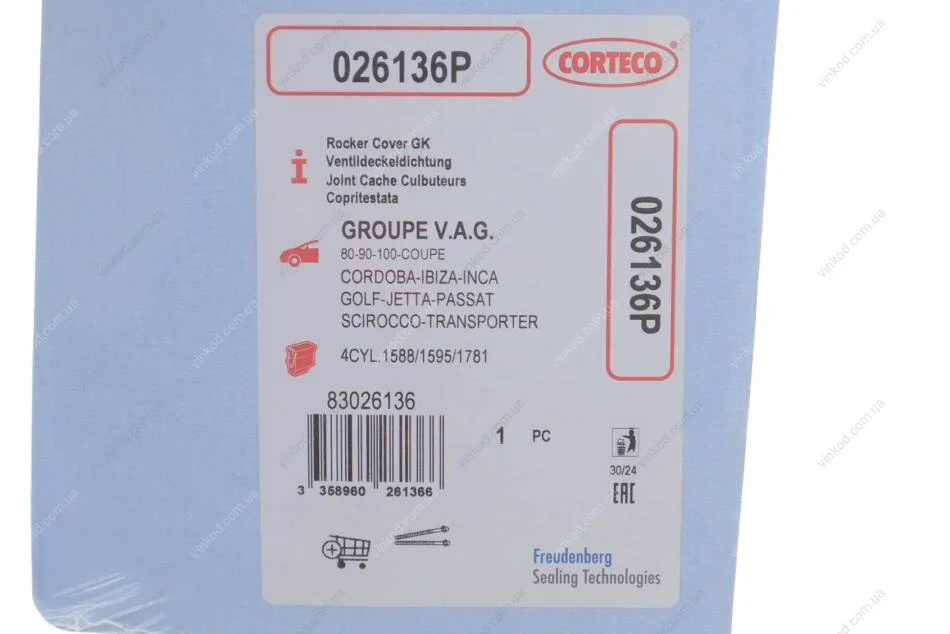 026136P
CORTECO®
Rocker Cover GK
Ventildeckeldichtung
Joint Cache Culbuteurs
Copritestata
GROUPE V.A.G.
80-90-100-COUPE
CORDOBA-IBIZA-INCA
GOLF-JETTA-PASSAT
SCIROCCO-TRANSPORTER
4CYL.1588/1595/1781
026136P
83026136
3 358960 261366
1 PC
30/24
EAC
Freudenberg
Sealing Technologies
vinkod.com.ua